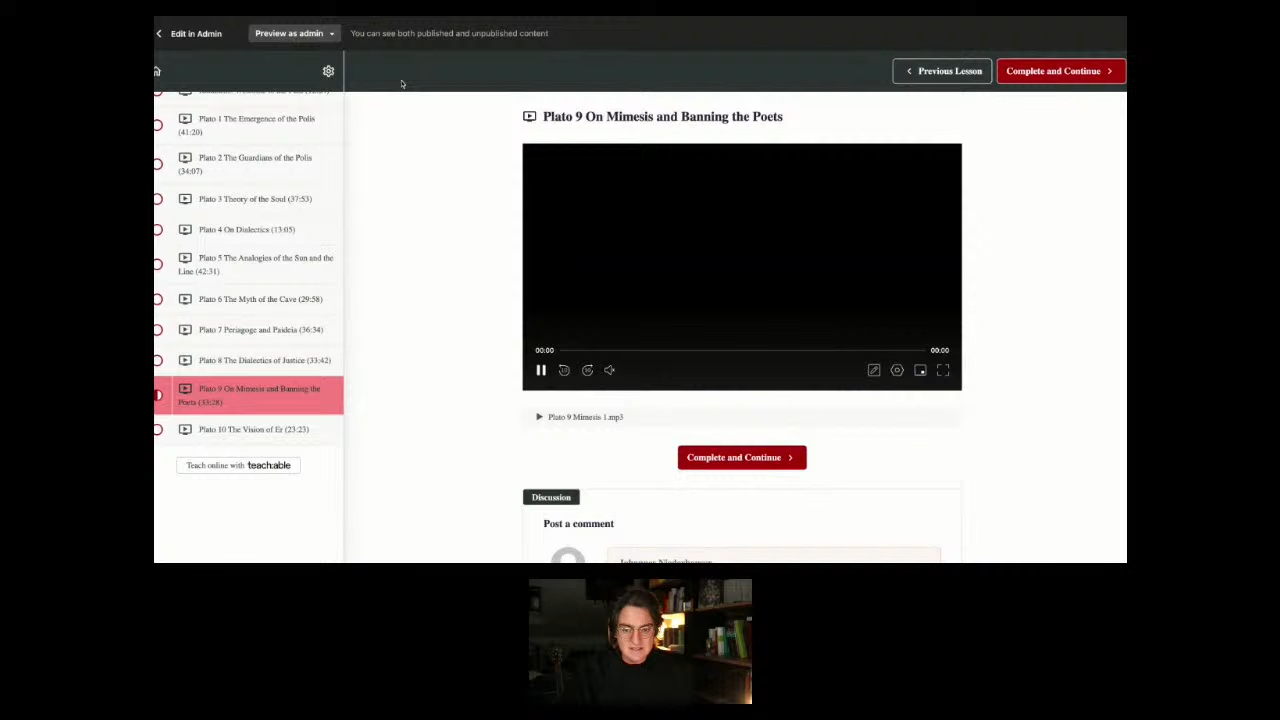 Edit in Admin
Preview as admin
You can see both published and unpublished content
Previous Lesson
Complete and Continue
Plato 1 The Emergence of the Polis
(41:20)
Plato 2 The Guardians of the Polis
(34:07)
Plato 3 Theory of the Soul (37:53)
Plato 4 On Dialectics (13:05)
Plato 5 The Analogies of the Sun and the
Line (42:31)
Plato 6 The Myth of the Cave (29:58)
Plato 7 Periagoge and Paideia (36:34)
Plato 8 The Dialectics of Justice (33:42)
Plato 9 On Mimesis and Banning the
Poets (33:28)
Plato 10 The Vision of Er (23:23)
Teach online with teachable
Plato 9 On Mimesis and Banning the Poets
00:00
00:00
Plato 9 Mimesis 1.mp3
Complete and Continue
Discussion
Post a comment